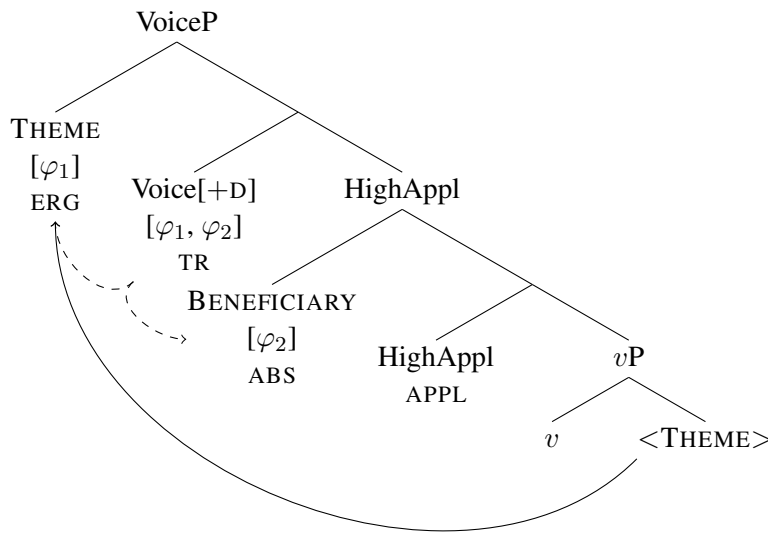 VoiceP
THEME
[φ1]
ERG
Voice[+D]
[φ1, φ2]
TR
HighAppl
BENEFICIARY
[φ2]
ABS
HighAppl
APPL
vP
v
<THEME>